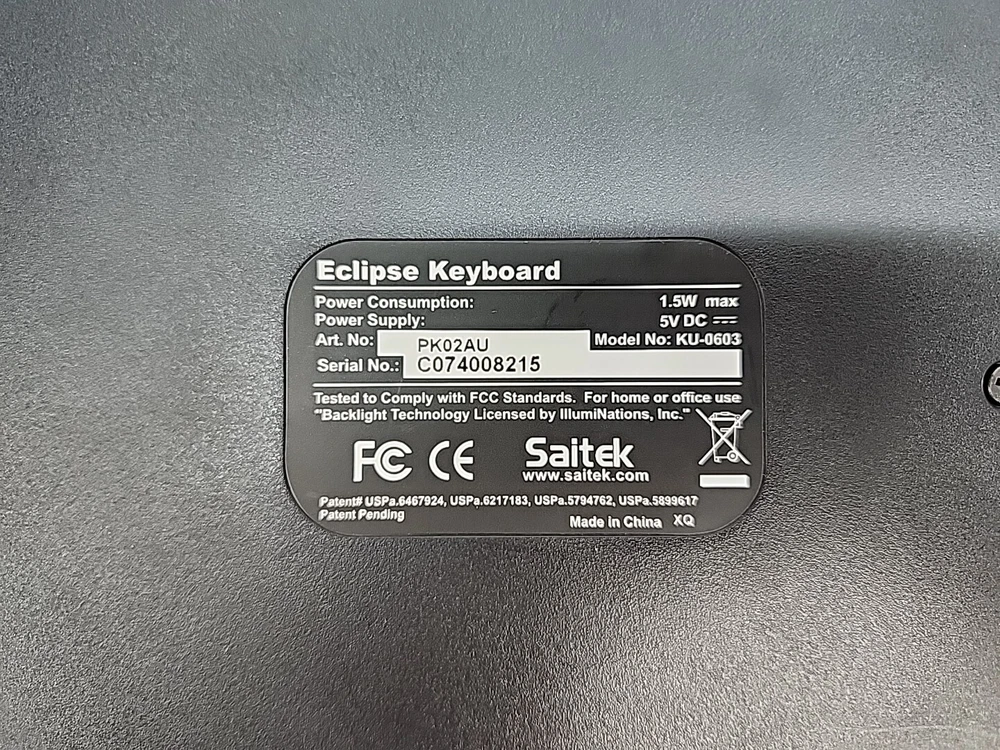 Eclipse Keyboard
Power Consumption: 1.5W max
Power Supply: 5V DC
Art. No: PK02AU Model No: KU-0603
Serial No.: C074008215
Tested to Comply with FCC Standards. For home or office use
"Backlight Technology Licensed by IllumiNations, Inc."
FC CE Saitek
www.saitek.com
Patent# USPa.6467924, USPa.6217183, USPa.5794762, USPa.5899617
Patent Pending
Made in China XQ